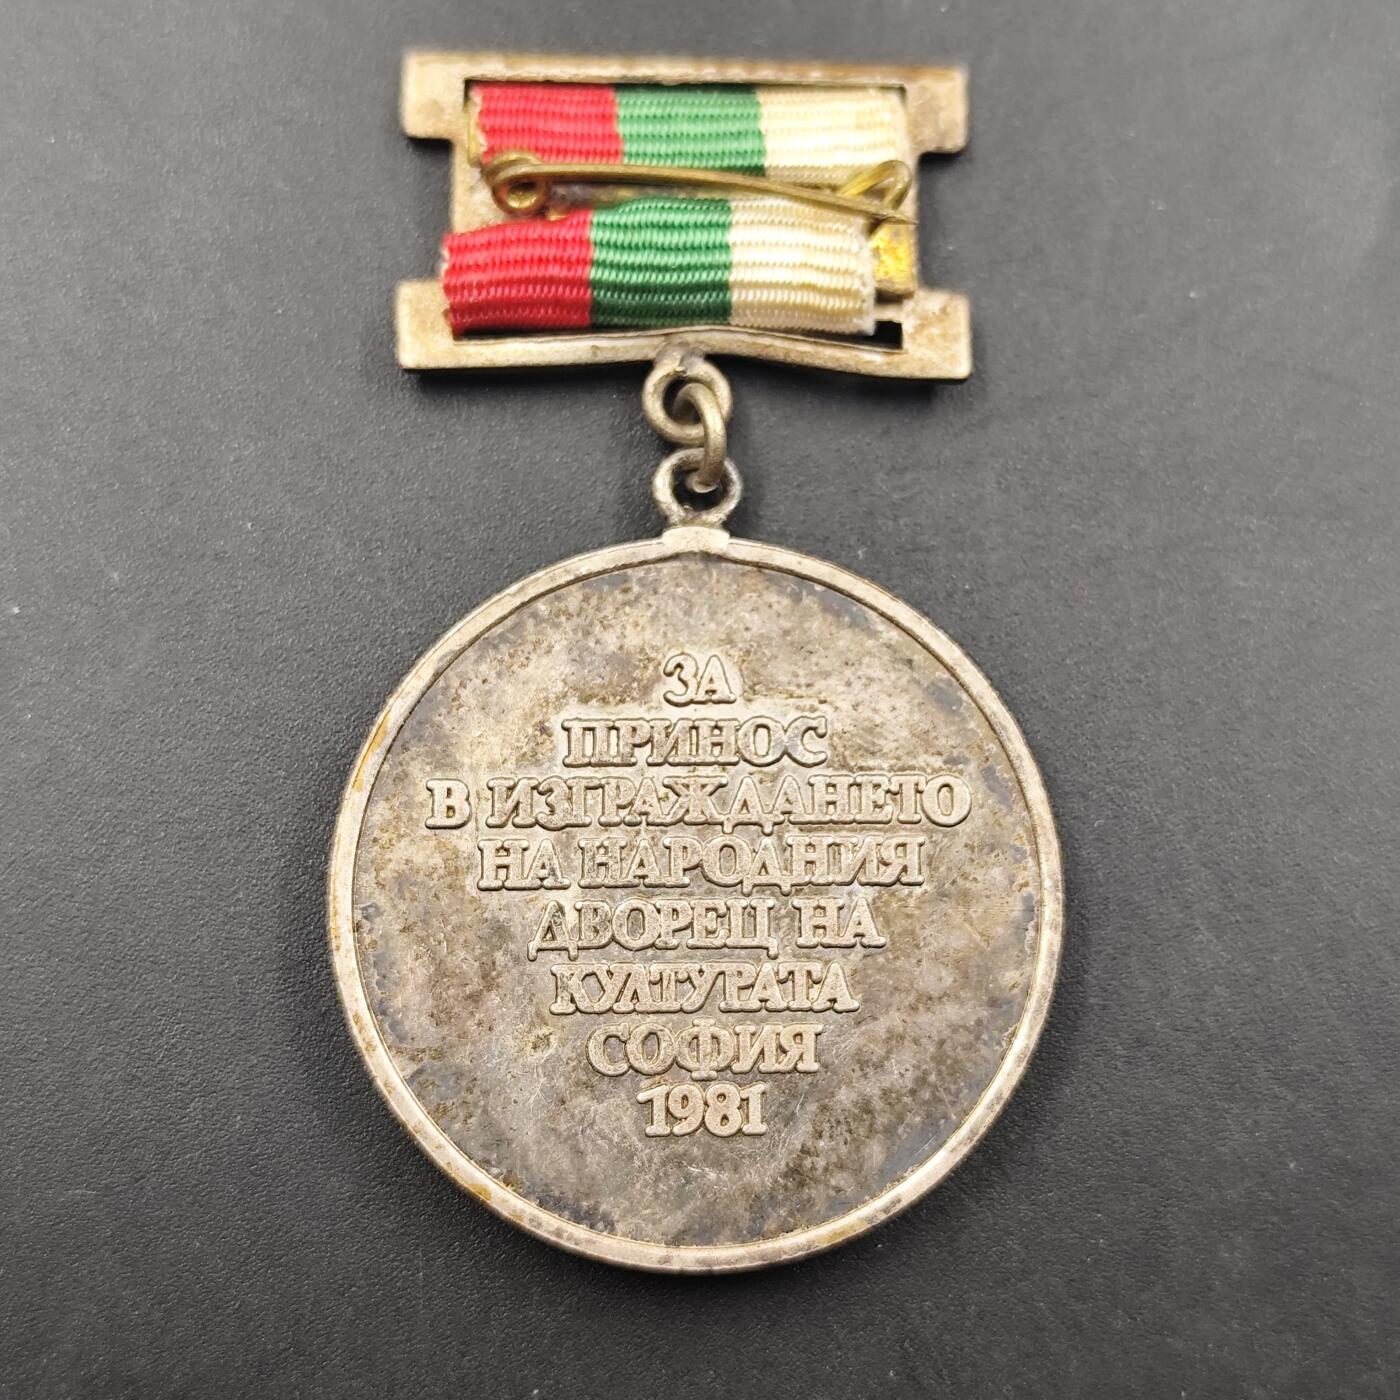 ЗА
ПРИНОС
В ИЗГРАЖДАНЕТО
НА НАРОДНИЯ
ДВОРЕЦ НА
КУЛТУРАТА
СОФИЯ
1981